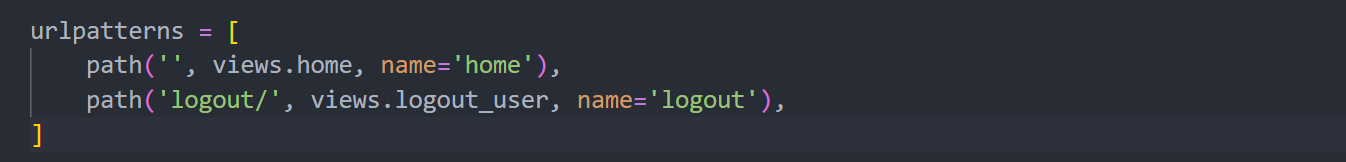 urlpatterns = [
    path('', views.home, name='home'),
    path('logout/', views.logout_user, name='logout'),
]